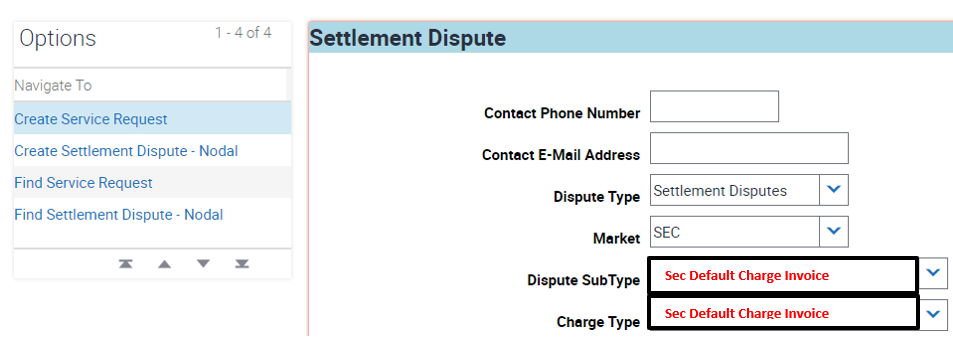 Options
1 - 4 of 4
Navigate To
Create Service Request
Create Settlement Dispute - Nodal
Find Service Request
Find Settlement Dispute - Nodal
Settlement Dispute
Contact Phone Number
Contact E-Mail Address
Dispute Type Settlement Disputes
Market SEC
Dispute SubType Sec Default Charge Invoice
Charge Type Sec Default Charge Invoice